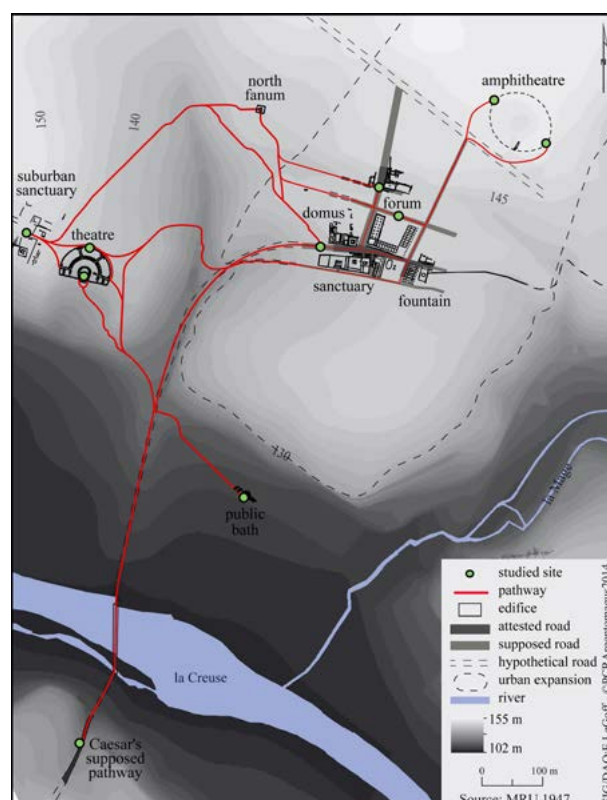 north
fanum
amphitheatre
150
140
145
suburban
sanctuary
theatre
domus
forum
sanctuary
fountain
130
la Mage
public
bath
la Creuse
Caesar's
supposed
pathway
studied site
pathway
edifice
attested road
supposed road
hypothetical road
urban expansion
river
155 m
102 m
0 100 m
Source: MRU 1947